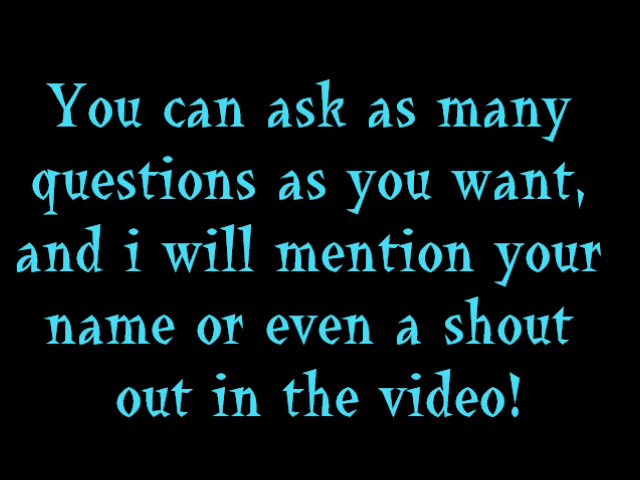 You can ask as many
questions as you want,
and i will mention your
name or even a shout
out in the video!